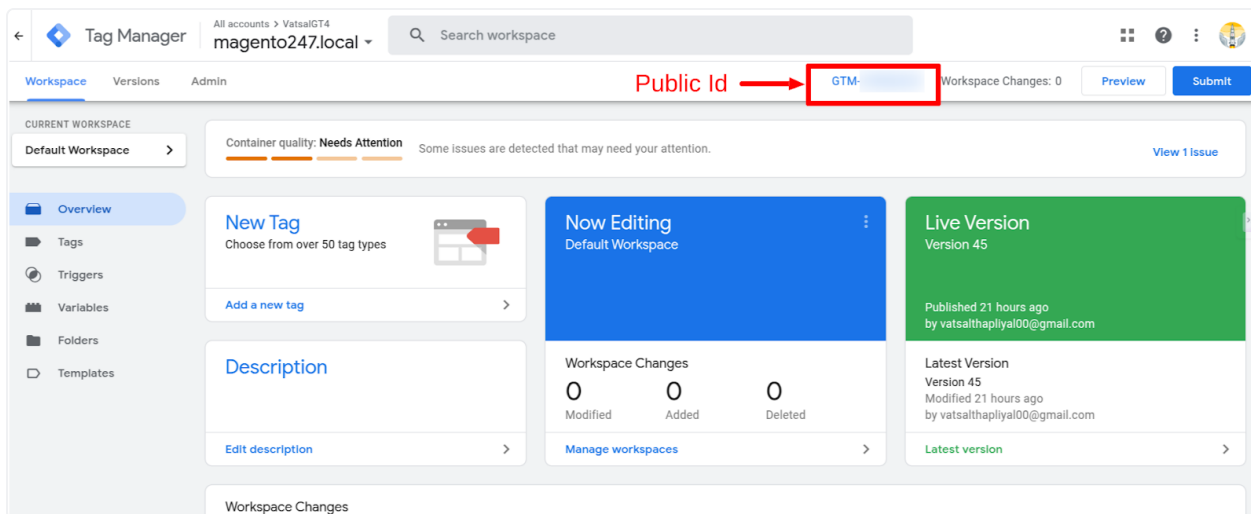 Tag Manager
All accounts > VatsalGT4
magento247.local
Search workspace
Workspace
Versions
Admin
Public Id
GTM-
Workspace Changes: 0
Preview
Submit
CURRENT WORKSPACE
Default Workspace
Container quality: Needs Attention
Some issues are detected that may need your attention.
View 1 issue
Overview
Tags
Triggers
Variables
Folders
Templates
New Tag
Choose from over 50 tag types
Add a new tag
Description
Edit description
Now Editing
Default Workspace
Workspace Changes
0 0 0
Modified Added Deleted
Manage workspaces
Live Version
Version 45
Published 21 hours ago
by vatsalthapliyal00@gmail.com
Latest Version
Version 45
Modified 21 hours ago
by vatsalthapliyal00@gmail.com
Latest version
Workspace Changes